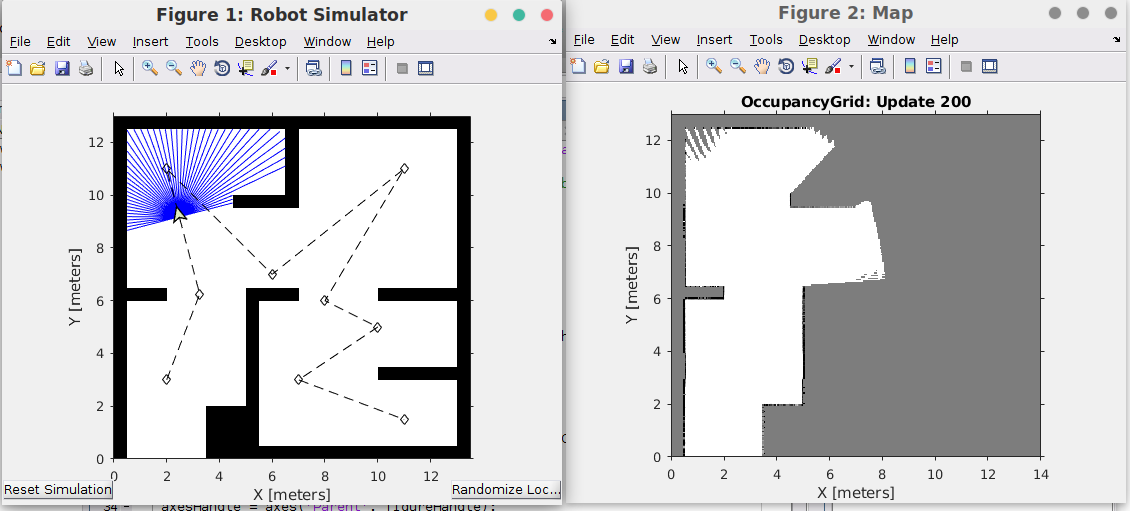 Figure 1: Robot Simulator
File Edit View Insert Tools Desktop Window Help
12
10
8
6
4
2
0
Y [meters]
0 2 4 6 8 10 12
X [meters]
Reset Simulation
Randomize Loc...
Figure 2: Map
File Edit View Insert Tools Desktop Window Help
OccupancyGrid: Update 200
12
10
8
6
4
2
0
Y [meters]
0 2 4 6 8 10 12 14
X [meters]
34 - axesHandle = axes('Parent', figureHandle);